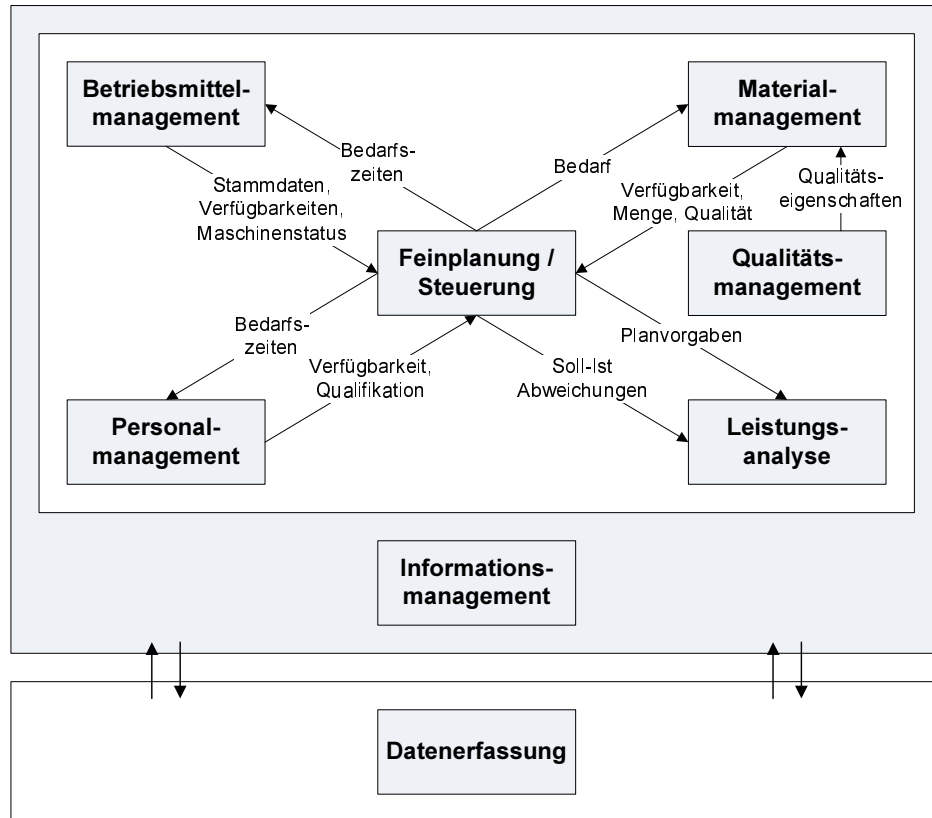 Betriebsmittel-
management
Material-
management
Bedarfs-
zeiten
Bedarf
Stammdaten,
Verfügbarkeiten,
Maschinenstatus
Verfügbarkeit,
Menge, Qualität
Qualitäts-
eigenschaften
Feinplanung /
Steuerung
Qualitäts-
management
Bedarfs-
zeiten
Verfügbarkeit,
Qualifikation
Soll-Ist
Abweichungen
Planvorgaben
Personal-
management
Leistungs-
analyse
Informations-
management
Datenerfassung